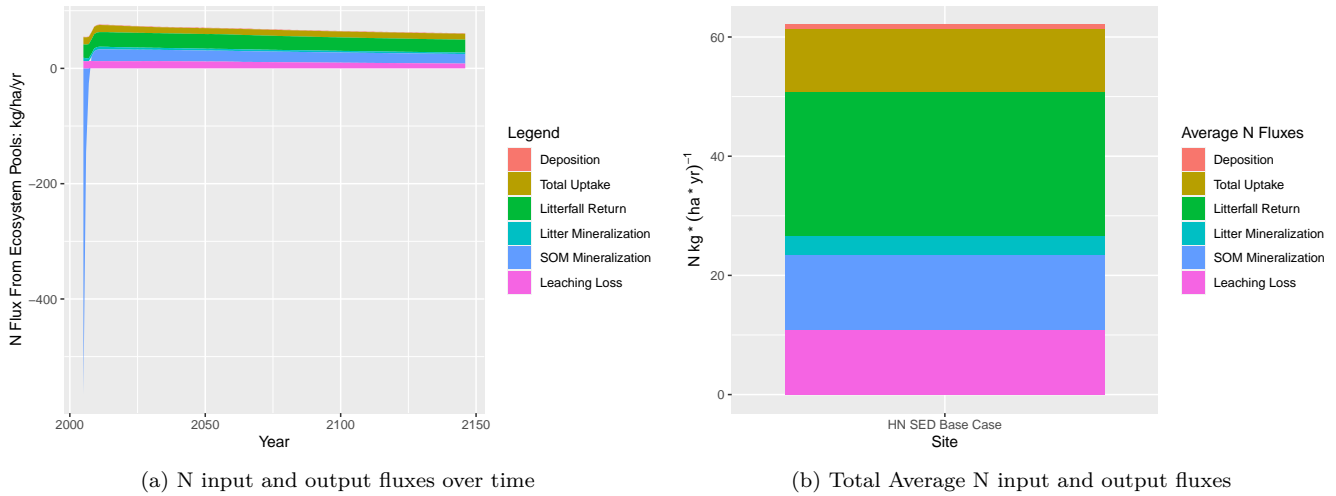 N Flux From Ecosystem Pools: kg/ha/yr
0
−200
−400
2000
2050
2100
2150
Year
Legend
Deposition
Total Uptake
Litterfall Return
Litter Mineralization
SOM Mineralization
Leaching Loss
(a) N input and output fluxes over time
N kg * (ha * yr)⁻¹
60
40
20
0
HN SED Base Case
Site
Average N Fluxes
Deposition
Total Uptake
Litterfall Return
Litter Mineralization
SOM Mineralization
Leaching Loss
(b) Total Average N input and output fluxes